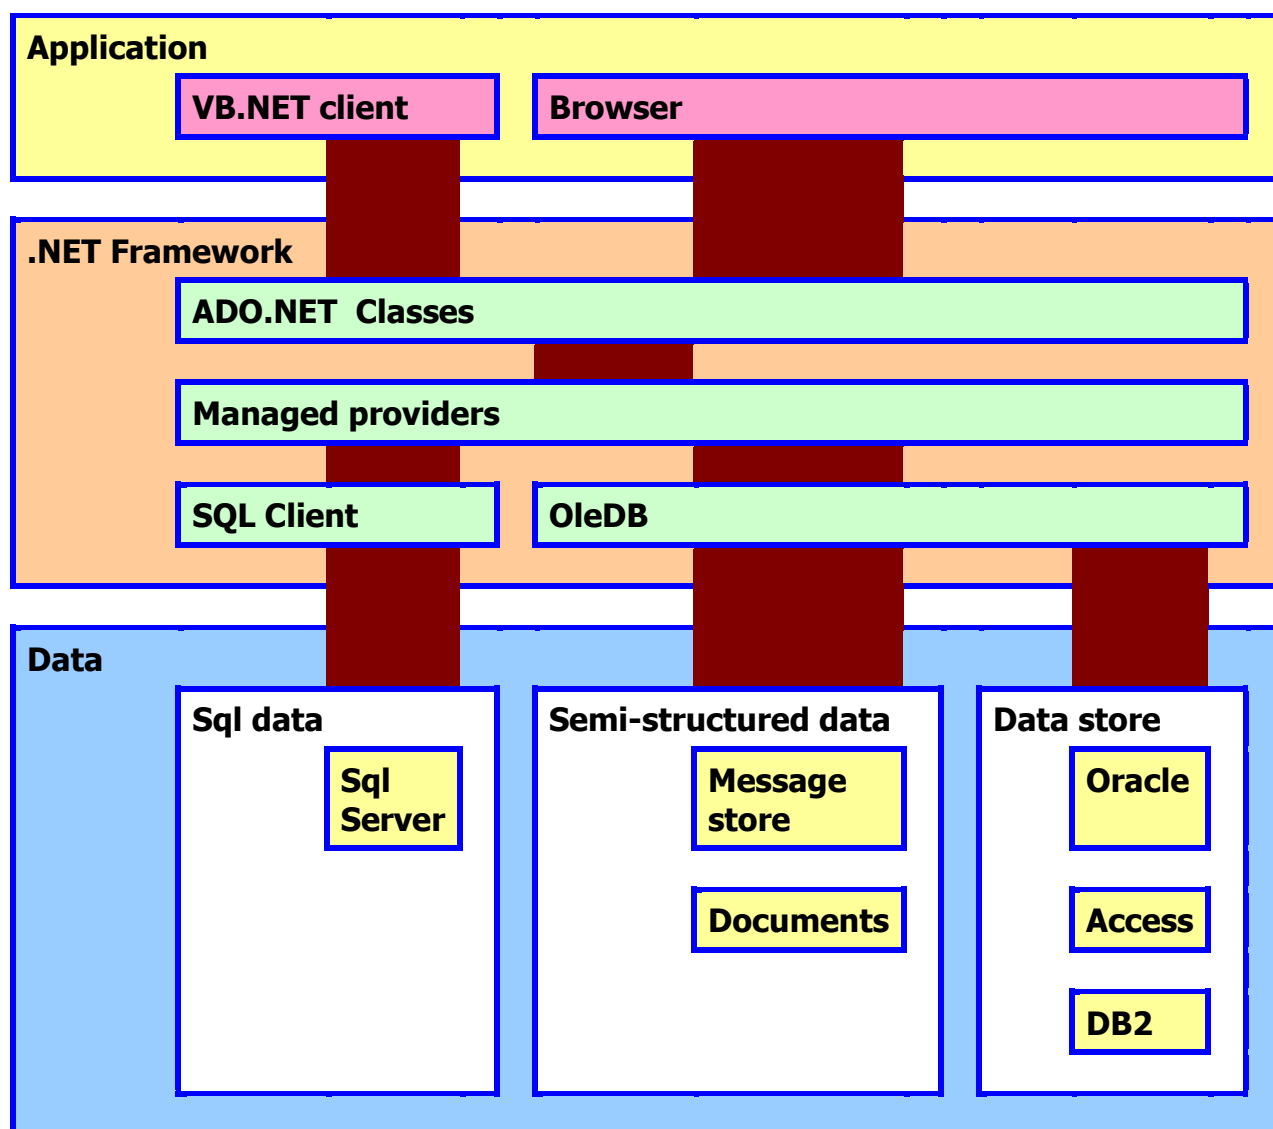 Application
VB.NET client
Browser
.NET Framework
ADO.NET  Classes
Managed providers
SQL Client
OleDB
Data
Sql data
Semi-structured data
Data store
Sql
Server
Message
store
Oracle
Documents
Access
DB2